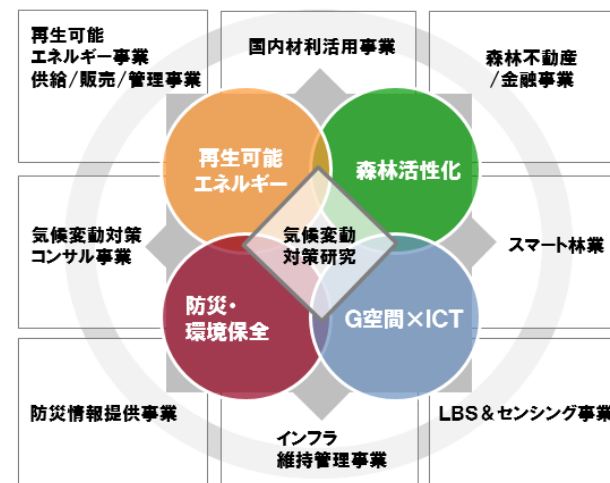 再生可能
エネルギー事業
供給/販売/管理事業
国内材利活用事業
森林不動産
/金融事業
再生可能
エネルギー
森林活性化
気候変動対策
コンサル事業
気候変動
対策研究
スマート林業
防災・
環境保全
G空間×ICT
防災情報提供事業
インフラ
維持管理事業
LBS&センシング事業